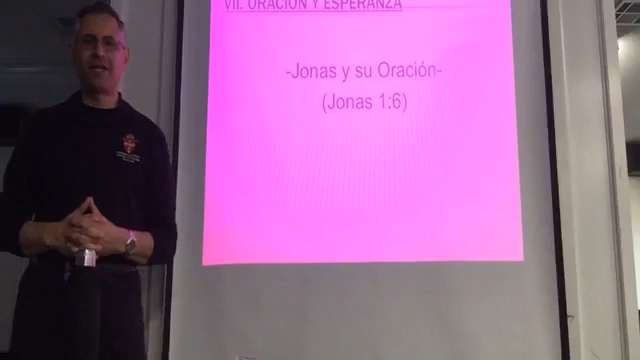 VII. ORACIÓN Y ESPERANZA
-Jonas y su Oración-
(Jonas 1:6)